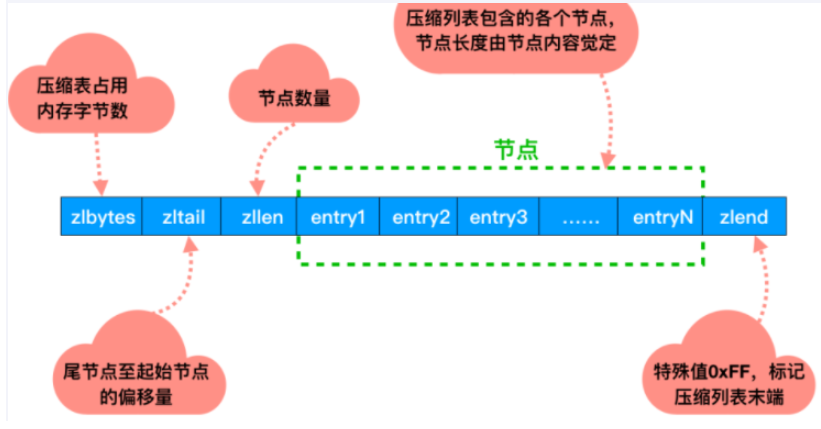 压缩列表包含的各个节点，
节点长度由节点内容觉定
压缩表占用
内存字节数
节点数量
节点
zlbytes
zltail
zllen
entry1
entry2
entry3
……
entryN
zlend
尾节点至起始节点
的偏移量
特殊值0xFF，标记
压缩列表末端